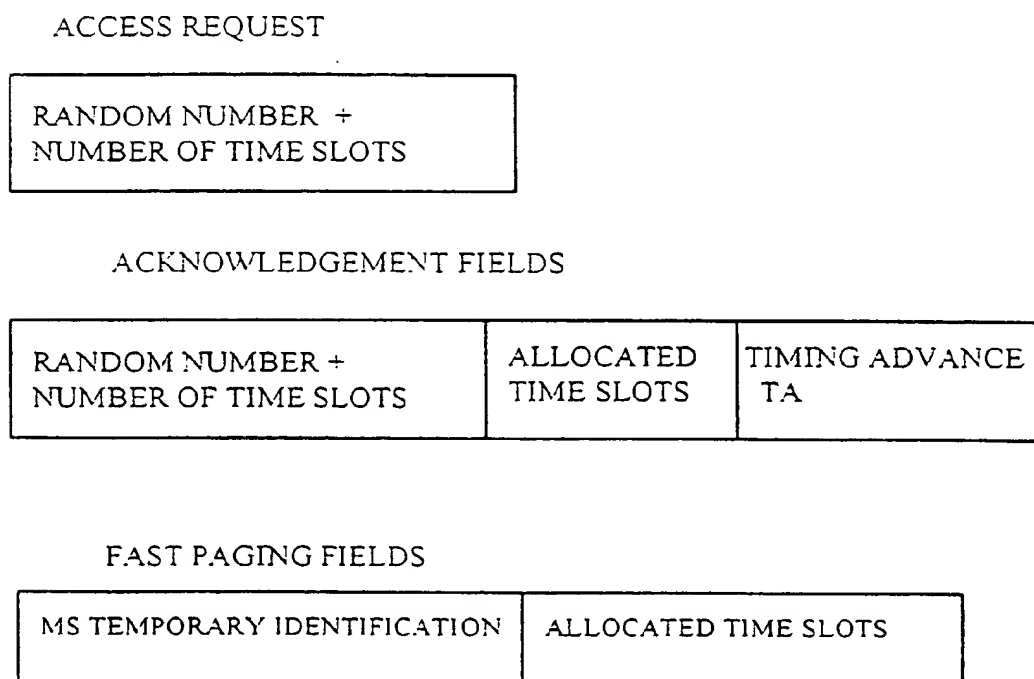 ACCESS REQUEST
RANDOM NUMBER +
NUMBER OF TIME SLOTS
ACKNOWLEDGEMENT FIELDS
RANDOM NUMBER +
NUMBER OF TIME SLOTS
ALLOCATED
TIME SLOTS
TIMING ADVANCE
TA
FAST PAGING FIELDS
MS TEMPORARY IDENTIFICATION
ALLOCATED TIME SLOTS